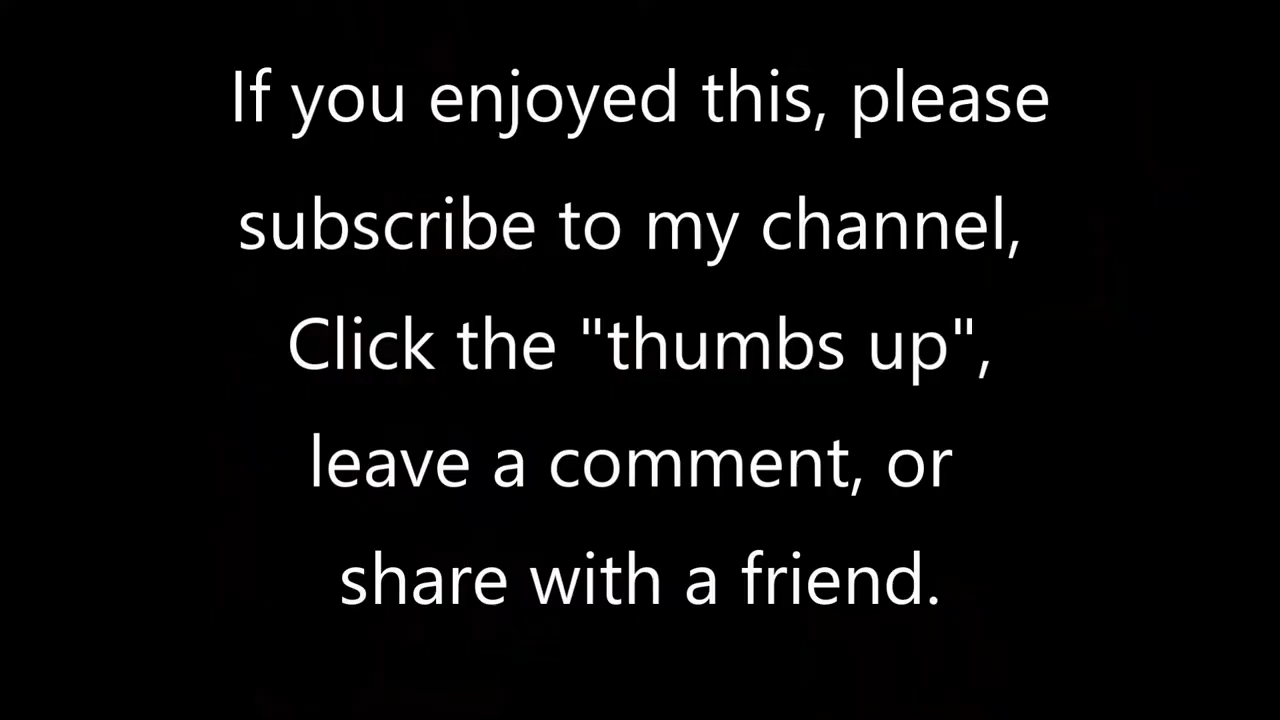 If you enjoyed this, please
subscribe to my channel,
Click the "thumbs up",
leave a comment, or
share with a friend.